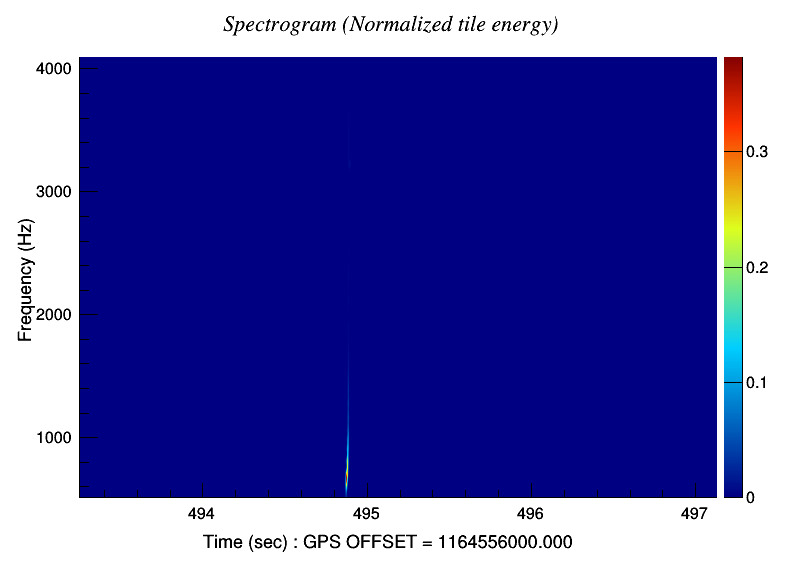 Spectrogram (Normalized tile energy)
4000
3000
2000
1000
Frequency (Hz)
0.3
0.2
0.1
0
494 495 496 497
Time (sec) : GPS OFFSET = 1164556000.000